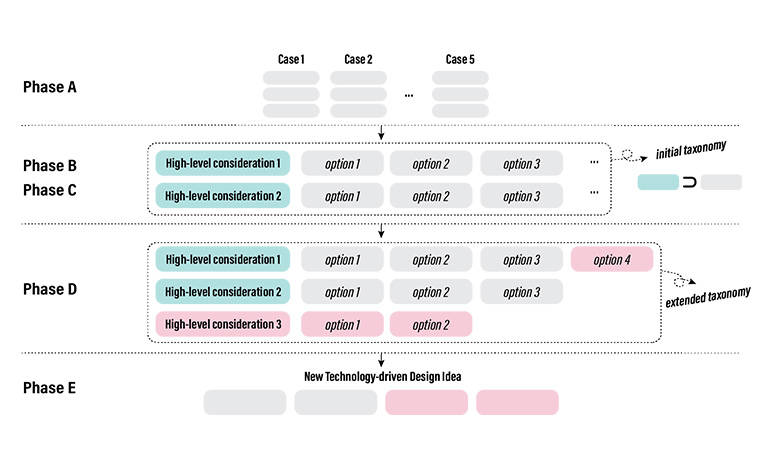 Case 1 Case 2 Case 5
Phase A
...
Phase B High-level consideration 1 option 1 option 2 option 3 ... initial taxonomy
Phase C High-level consideration 2 option 1 option 2 option 3 ...
⊃
High-level consideration 1 option 1 option 2 option 3 option 4
Phase D High-level consideration 2 option 1 option 2 option 3
extended taxonomy
High-level consideration 3 option 1 option 2
New Technology-driven Design Idea
Phase E